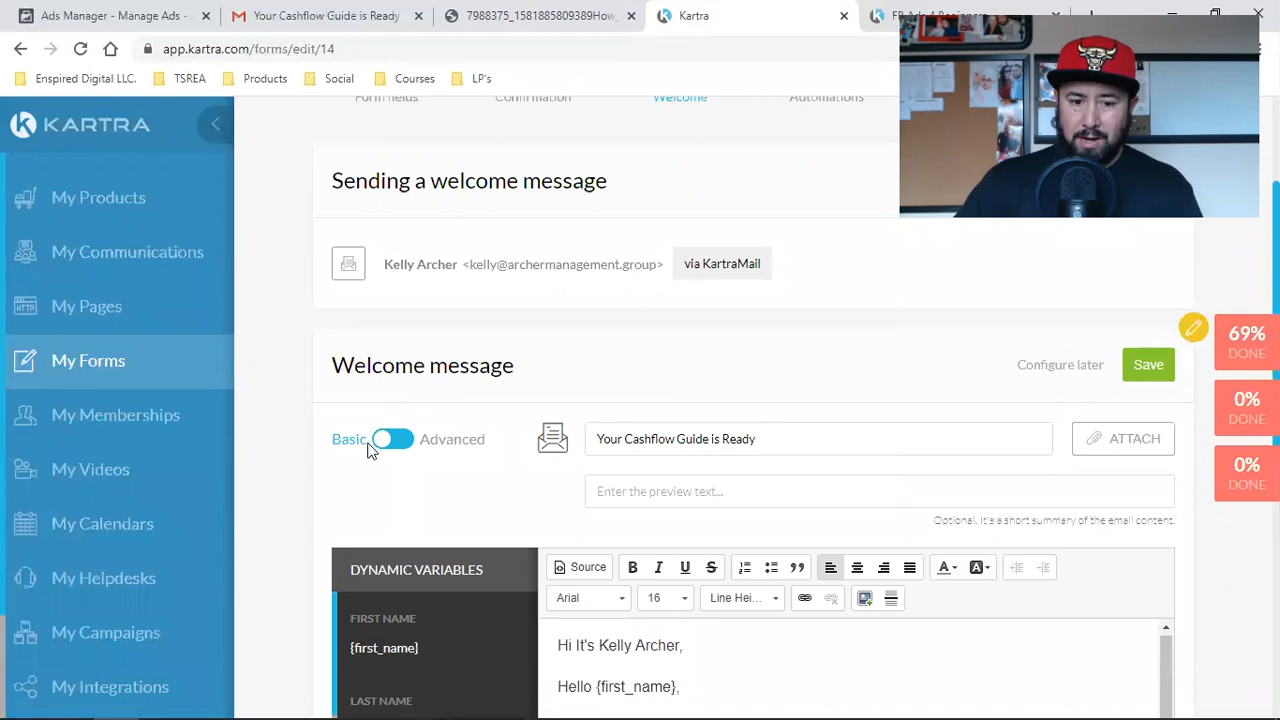 Ads Manager - Manage Ads -
Your Cashflow Guide is Ready
7988375_1581885809389How_
Kartra
app.kartra.com/forms/edit/14
Enspired Digital LLC.
TSREA
Products
Social
Courses
LP's
KARTRA
Form fields
Confirmation
Welcome
Automations
My Products
My Communications
My Pages
My Forms
My Memberships
My Videos
My Calendars
My Helpdesks
My Campaigns
My Integrations
Sending a welcome message
Kelly Archer <kelly@archermanagement.group>
via KartraMail
Welcome message
Configure later
Save
Basic
Advanced
Your Cashflow Guide is Ready
ATTACH
Enter the preview text...
Optional. It's a short summary of the email content.
DYNAMIC VARIABLES
FIRST NAME
{first_name}
LAST NAME
Source
Arial
16
Line Hei...
Hi It's Kelly Archer,
Hello {first_name},
69%
DONE
0%
DONE
0%
DONE